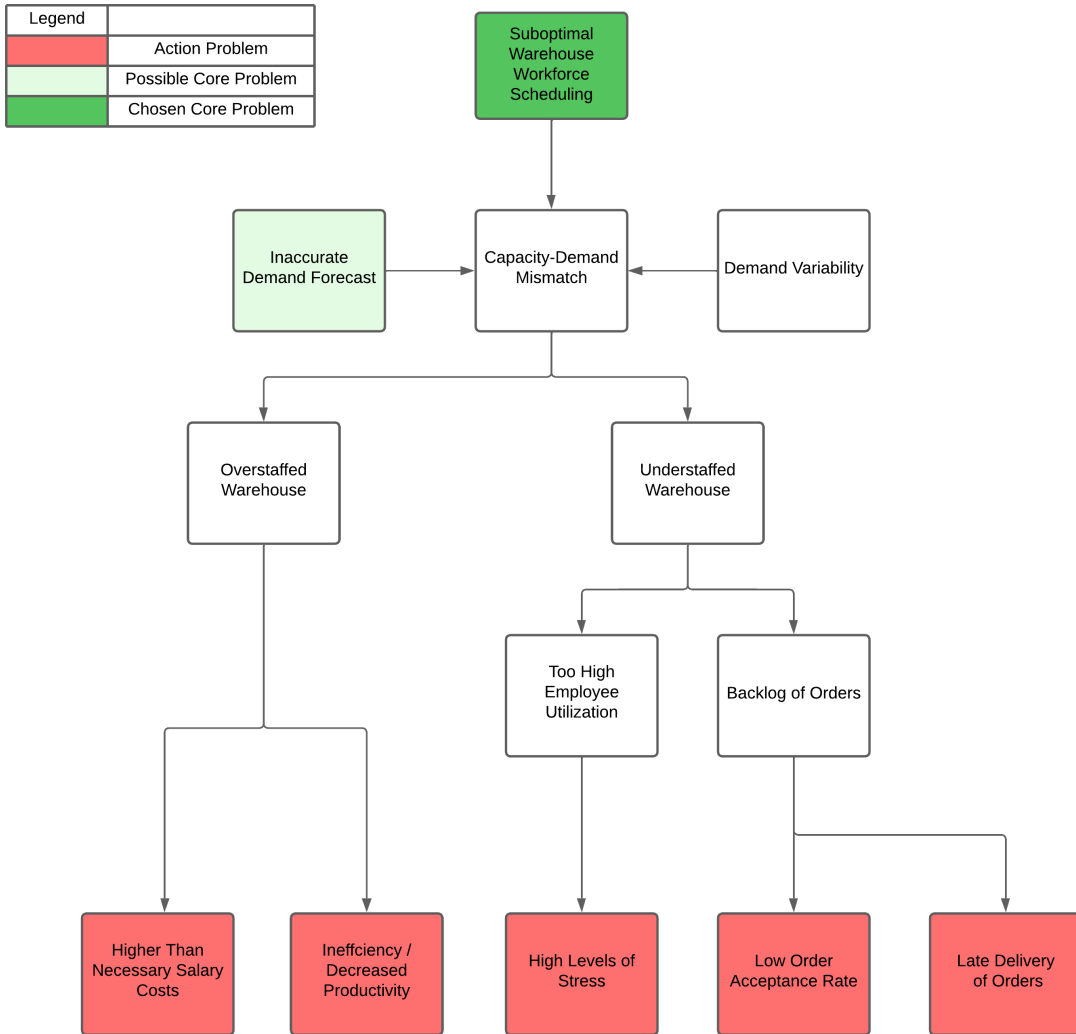 Legend
Action Problem
Possible Core Problem
Chosen Core Problem
Suboptimal
Warehouse
Workforce
Scheduling
Inaccurate
Demand Forecast
Capacity-Demand
Mismatch
Demand Variability
Overstaffed
Warehouse
Understaffed
Warehouse
Too High
Employee
Utilization
Backlog of Orders
Higher Than
Necessary Salary
Costs
Ineffciency /
Decreased
Productivity
High Levels of
Stress
Low Order
Acceptance Rate
Late Delivery
of Orders